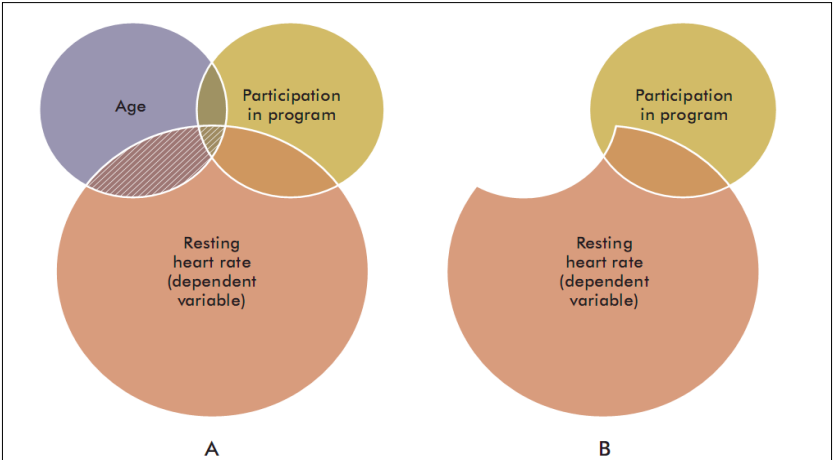 Age
Participation
in program
Resting
heart rate
(dependent
variable)
A
Participation
in program
Resting
heart rate
(dependent
variable)
B